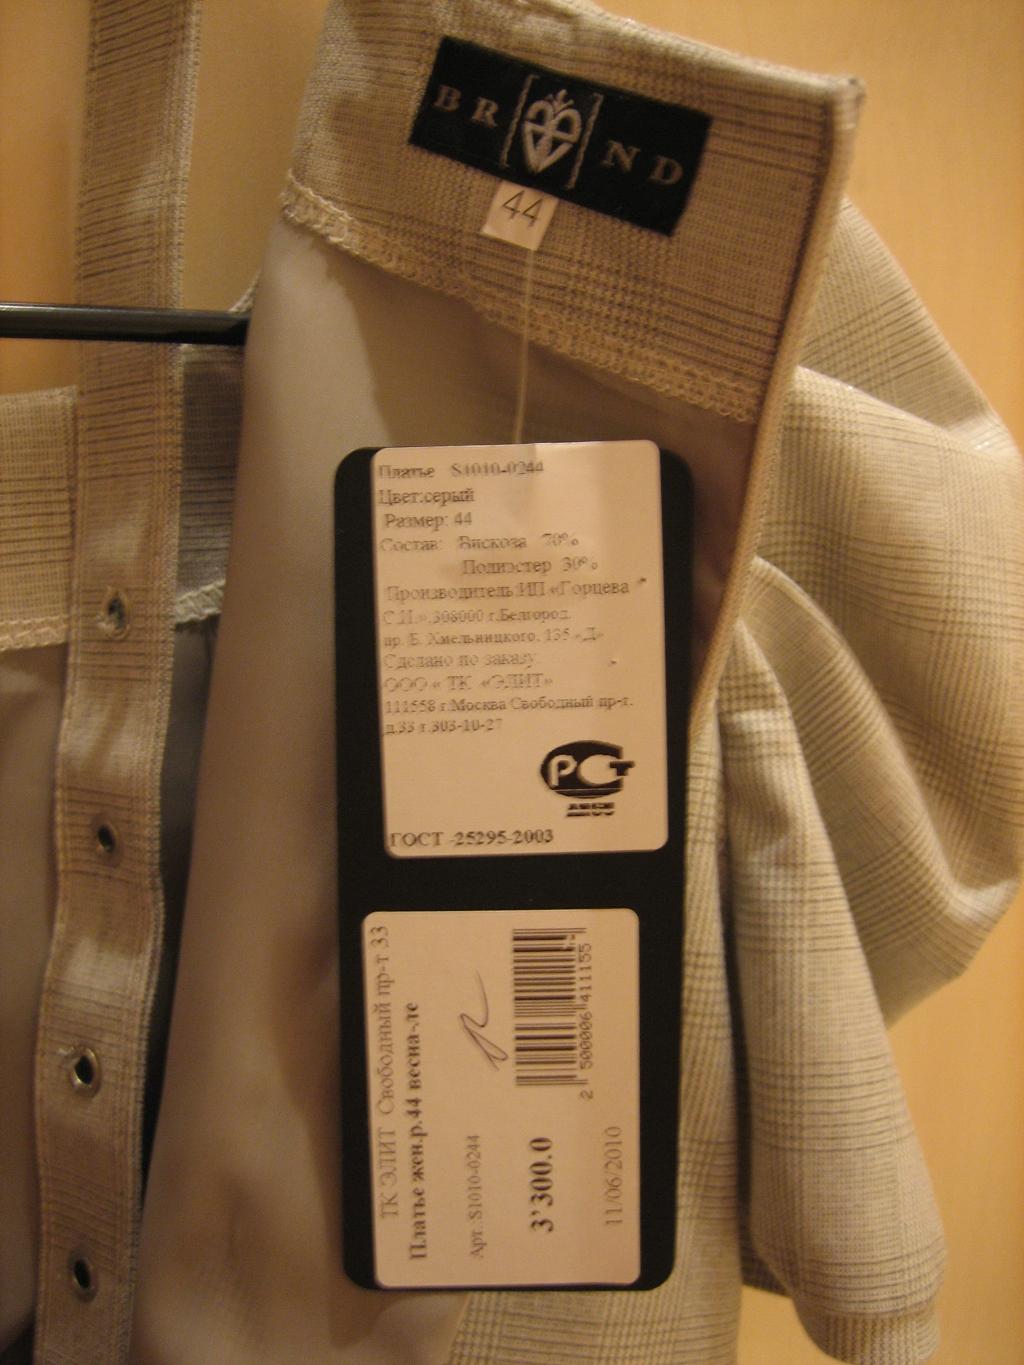 BR ND
44
Платье S1010-0244
Цвет:серый
Размер: 44
Состав: Вискоза 70%
Полиэстер 30%
Производитель:ИП «Горцева
С.И.» 308000 г.Белгород.
пр. Б. Хмельницкого, 135 «Д»
Сделано по заказу:
ООО « ТК «ЭЛИТ»
111558 г.Москва Свободный пр-т.
д.33 т.303-10-27
РСТ
ГОСТ -25295-2003
ТК ЭЛИТ Свободный пр-т 33
Платье жен.р.44 весна-ле
Арт.:S1010-0244
3'300.0
11/06/2010
2 500006 411155